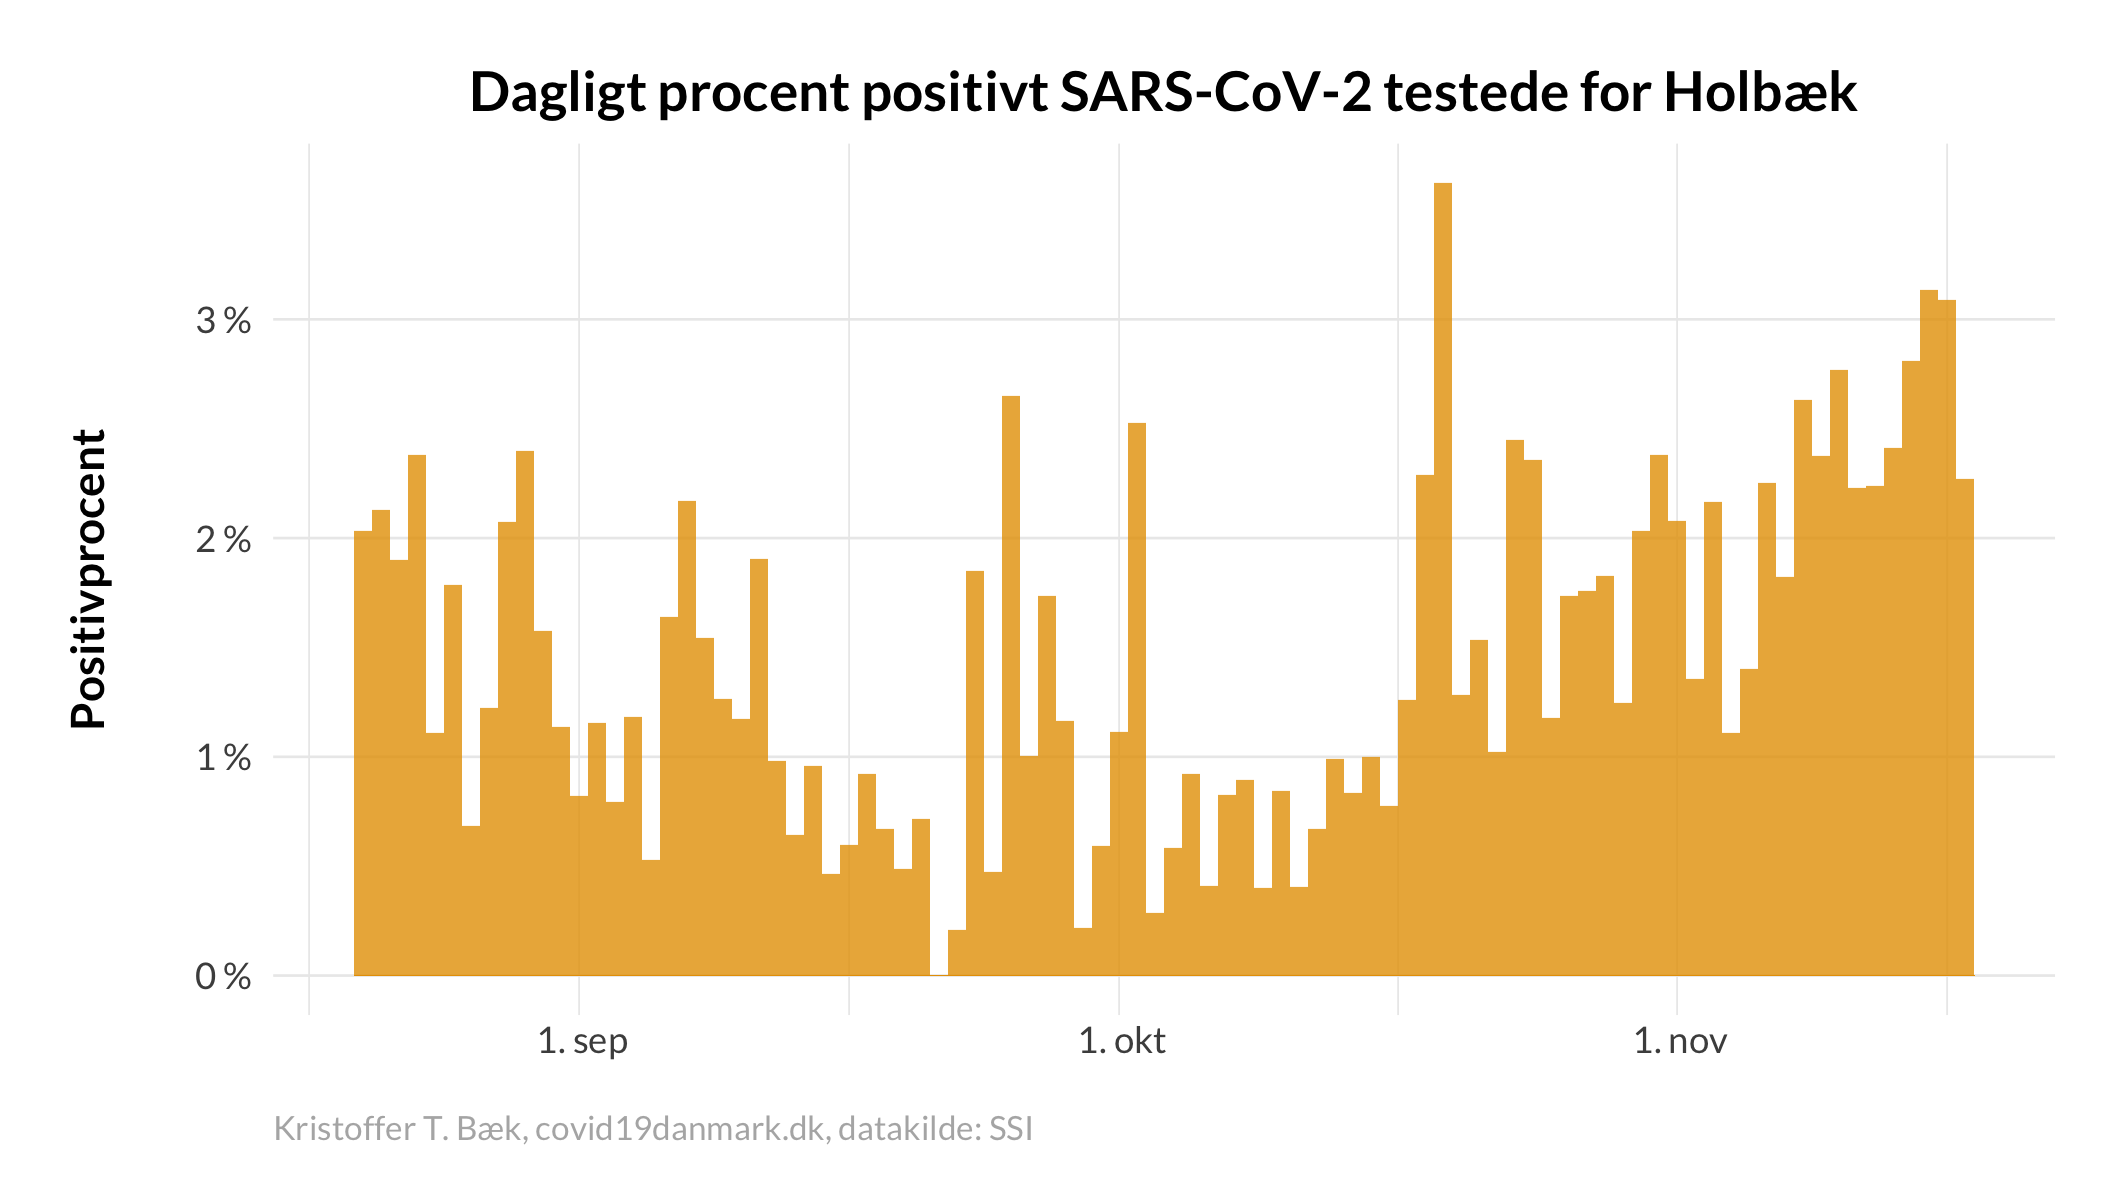 Dagligt procent positivt SARS-CoV-2 testede for Holbæk
Positivprocent
3 %
2 %
1 %
0 %
1. sep
1. okt
1. nov
Kristoffer T. Bæk, covid19danmark.dk, datakilde: SSI